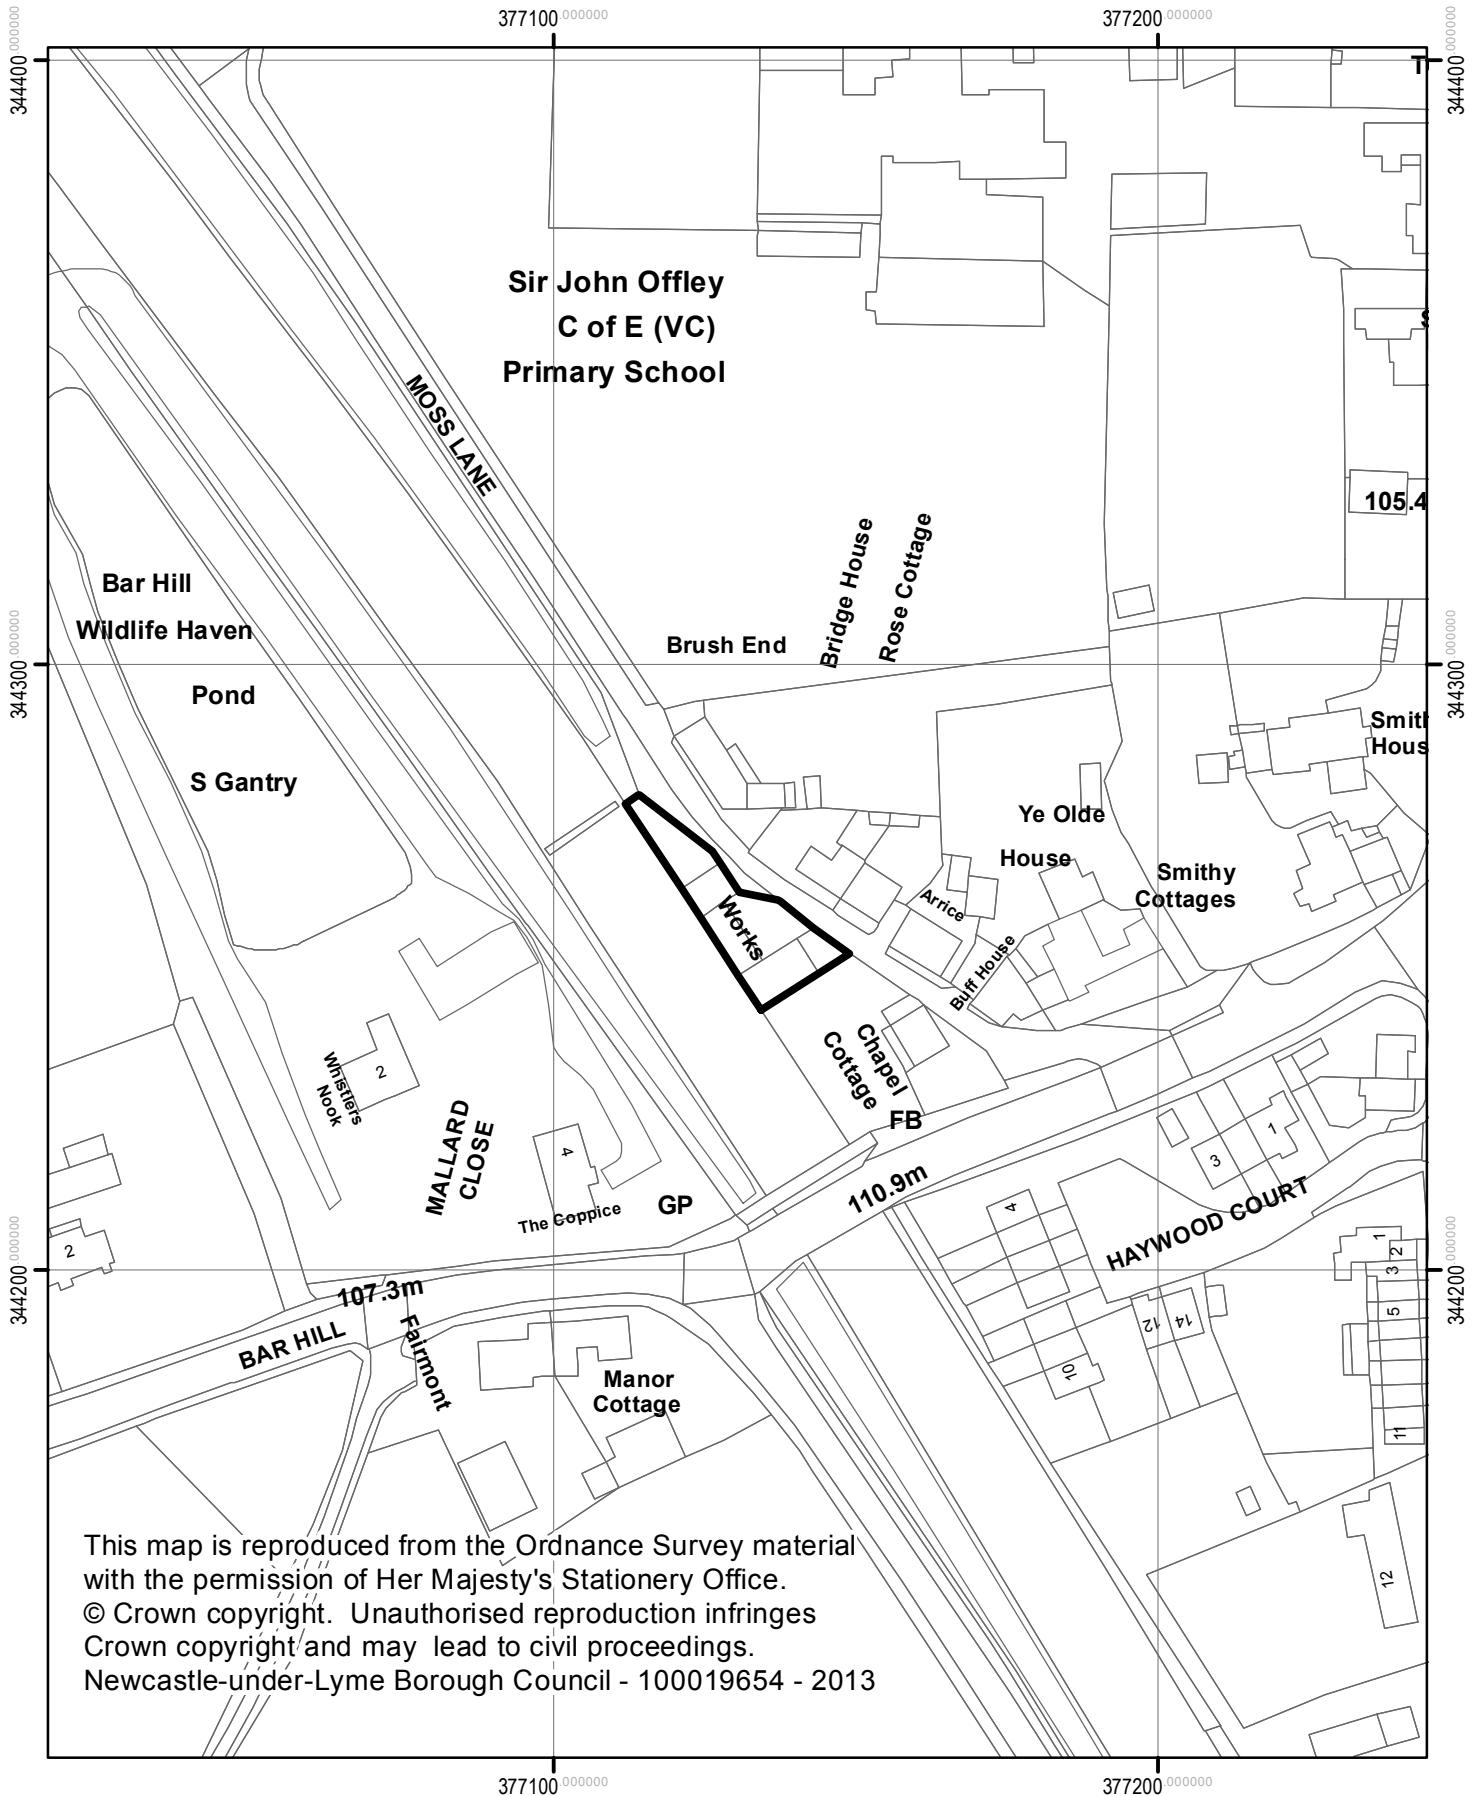 377100.000000
377200.000000
344400.000000
344400.000000
T
Sir John Offley
C of E (VC)
Primary School
S
MOSS LANE
105.4
Bridge House
Rose Cottage
Bar Hill
Wildlife Haven
Brush End
344300.000000
344300.000000
Pond
Smith
Hous
S Gantry
Ye Olde
House
Smithy
Cottages
Arrice
Works
Buff House
Chapel
Cottage
Whistlers
Nook
2
FB
MALLARD
CLOSE
4
1
3
110.9m
GP
The Coppice
4
HAYWOOD COURT
2
1
2
3
5
11
344200.000000
344200.000000
107.3m
BAR HILL
Fairmont
12
14
10
Manor
Cottage
12
This map is reproduced from the Ordnance Survey material
with the permission of Her Majesty's Stationery Office.
© Crown copyright. Unauthorised reproduction infringes
Crown copyright and may lead to civil proceedings.
Newcastle-under-Lyme Borough Council - 100019654 - 2013
377100.000000
377200.000000